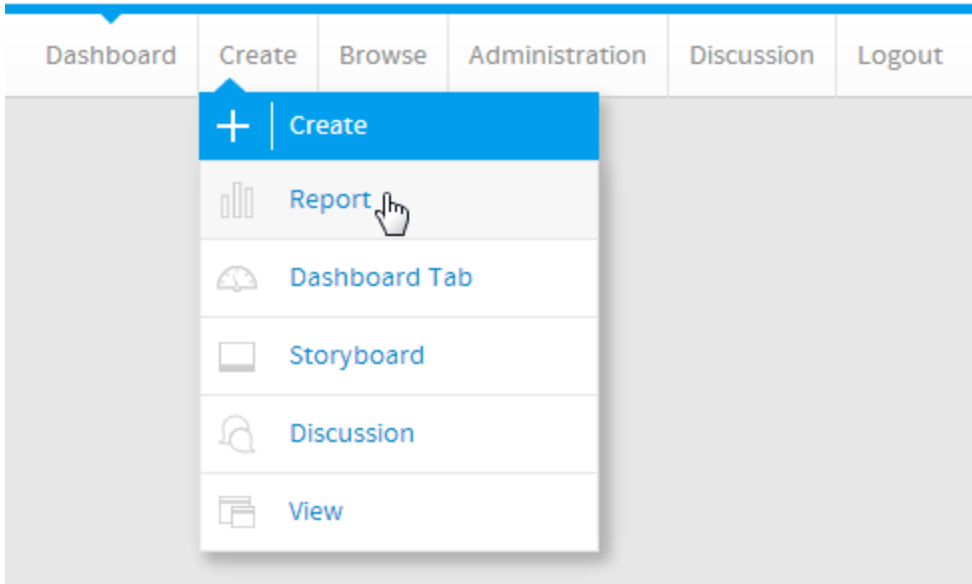 Dashboard Create Browse Administration Discussion Logout
Create
Report
Dashboard Tab
Storyboard
Discussion
View